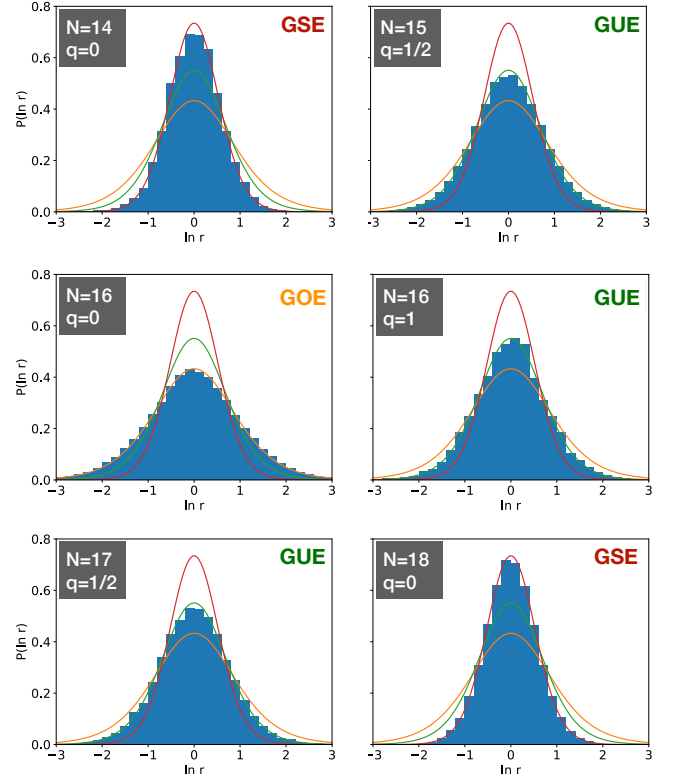 N=14
q=0
GSE
0.8
0.6
0.4
0.2
0.0
P(ln r)
−3 −2 −1 0 1 2 3
ln r
N=15
q=1/2
GUE
−3 −2 −1 0 1 2 3
ln r
N=16
q=0
GOE
0.8
0.6
0.4
0.2
0.0
P(ln r)
−3 −2 −1 0 1 2 3
ln r
N=16
q=1
GUE
−3 −2 −1 0 1 2 3
ln r
N=17
q=1/2
GUE
0.8
0.6
0.4
0.2
0.0
P(ln r)
−3 −2 −1 0 1 2 3
ln r
N=18
q=0
GSE
−3 −2 −1 0 1 2 3
ln r